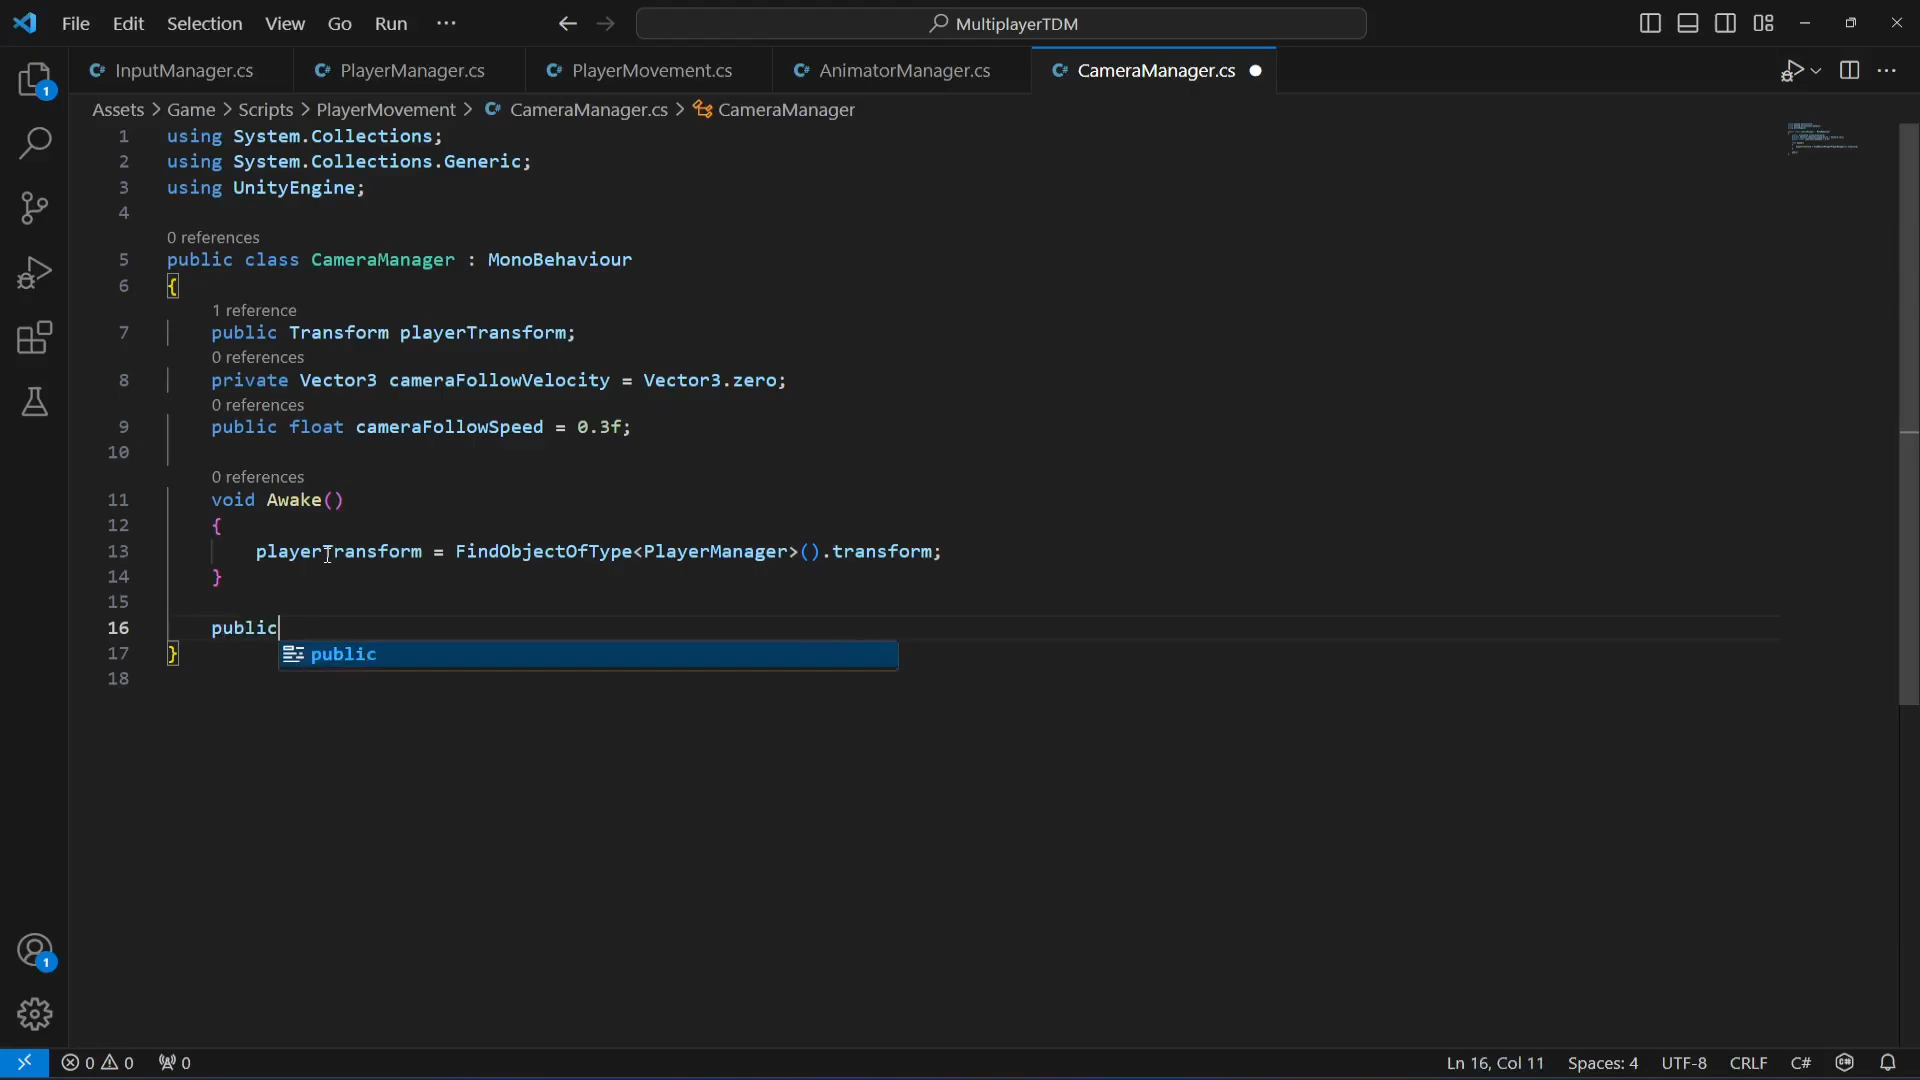 File Edit Selection View Go Run ··· MultiplayerTDM
InputManager.cs PlayerManager.cs PlayerMovement.cs AnimatorManager.cs CameraManager.cs
Assets > Game > Scripts > PlayerMovement > CameraManager.cs > CameraManager
1 using System.Collections;
2 using System.Collections.Generic;
3 using UnityEngine;
4
0 references
5 public class CameraManager : MonoBehaviour
6 {
1 reference
7 public Transform playerTransform;
0 references
8 private Vector3 cameraFollowVelocity = Vector3.zero;
0 references
9 public float cameraFollowSpeed = 0.3f;
10
0 references
11 void Awake()
12 {
13 playerTransform = FindObjectOfType<PlayerManager>().transform;
14 }
15
16 public
17 }
public
18
1
1
0 0 0 Ln 16, Col 11 Spaces: 4 UTF-8 CRLF C#